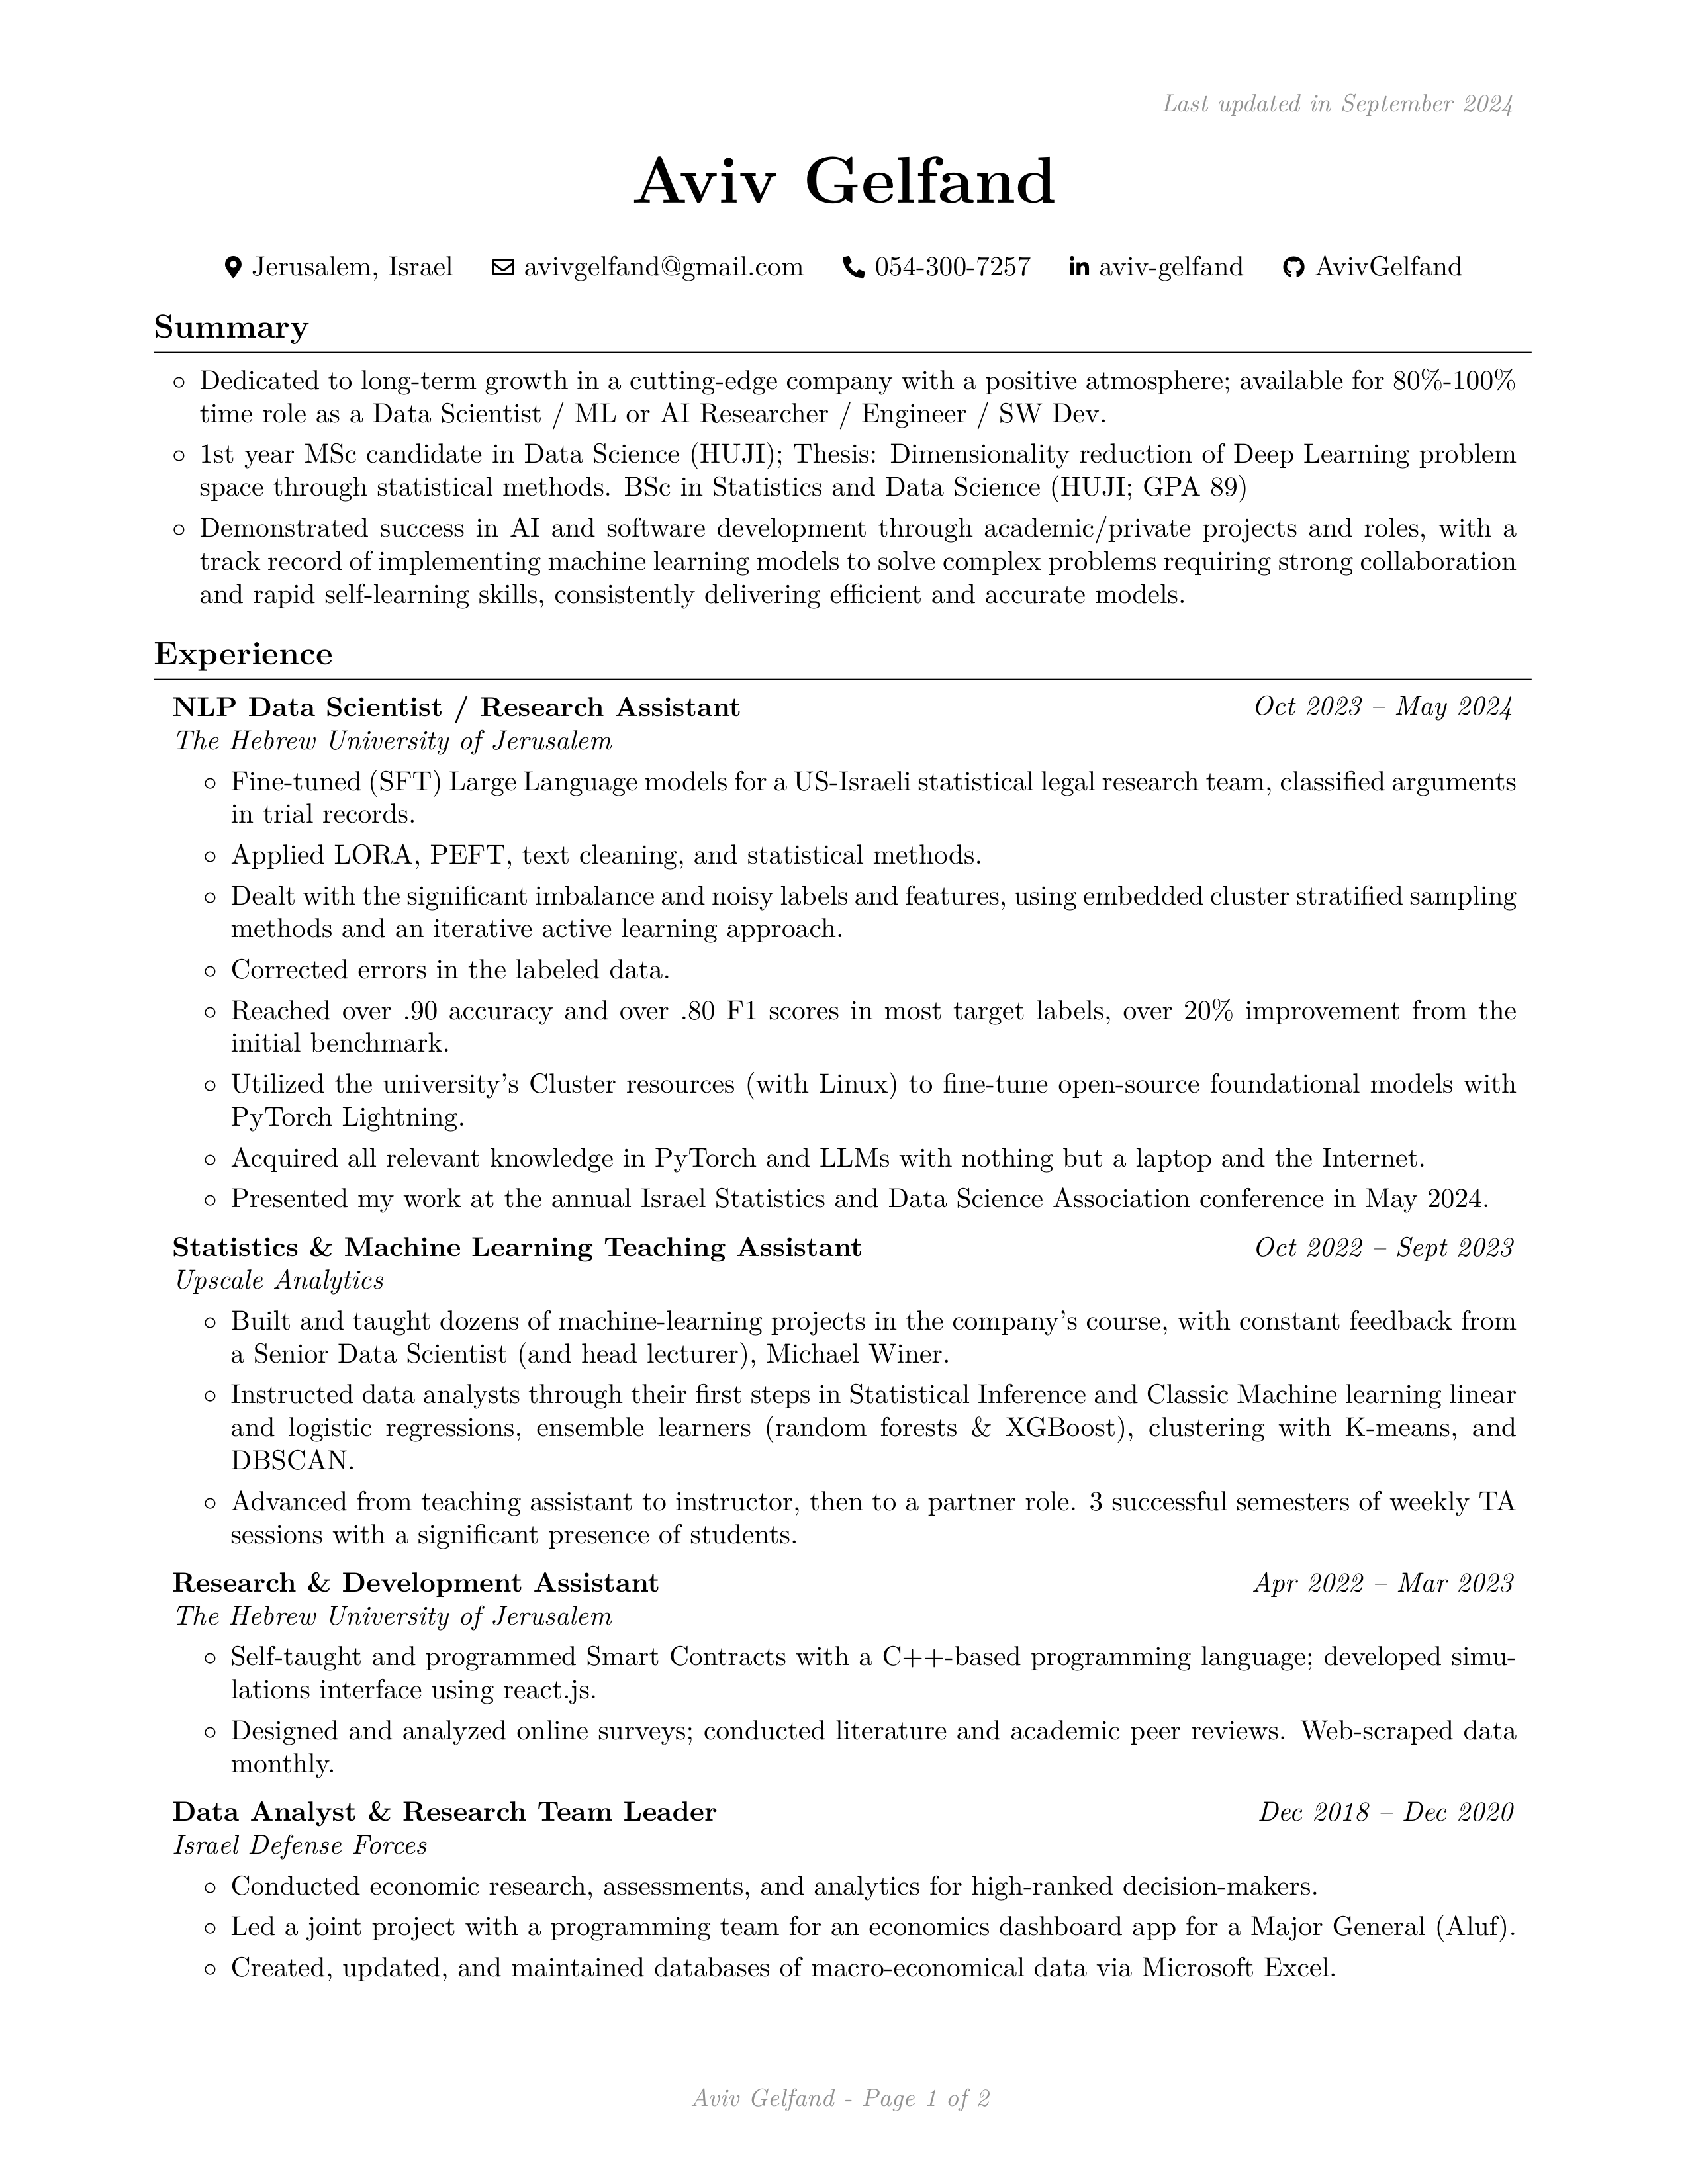 Last updated in September 2024
Aviv Gelfand
Jerusalem, Israel avivgelfand@gmail.com 054-300-7257 aviv-gelfand AvivGelfand
Summary
◦ Dedicated to long-term growth in a cutting-edge company with a positive atmosphere; available for 80%-100%
time role as a Data Scientist / ML or AI Researcher / Engineer / SW Dev.
◦ 1st year MSc candidate in Data Science (HUJI); Thesis: Dimensionality reduction of Deep Learning problem
space through statistical methods. BSc in Statistics and Data Science (HUJI; GPA 89)
◦ Demonstrated success in AI and software development through academic/private projects and roles, with a
track record of implementing machine learning models to solve complex problems requiring strong collaboration
and rapid self-learning skills, consistently delivering efficient and accurate models.
Experience
NLP Data Scientist / Research Assistant Oct 2023 – May 2024
The Hebrew University of Jerusalem
◦ Fine-tuned (SFT) Large Language models for a US-Israeli statistical legal research team, classified arguments
in trial records.
◦ Applied LORA, PEFT, text cleaning, and statistical methods.
◦ Dealt with the significant imbalance and noisy labels and features, using embedded cluster stratified sampling
methods and an iterative active learning approach.
◦ Corrected errors in the labeled data.
◦ Reached over .90 accuracy and over .80 F1 scores in most target labels, over 20% improvement from the
initial benchmark.
◦ Utilized the university's Cluster resources (with Linux) to fine-tune open-source foundational models with
PyTorch Lightning.
◦ Acquired all relevant knowledge in PyTorch and LLMs with nothing but a laptop and the Internet.
◦ Presented my work at the annual Israel Statistics and Data Science Association conference in May 2024.
Statistics & Machine Learning Teaching Assistant Oct 2022 – Sept 2023
Upscale Analytics
◦ Built and taught dozens of machine-learning projects in the company's course, with constant feedback from
a Senior Data Scientist (and head lecturer), Michael Winer.
◦ Instructed data analysts through their first steps in Statistical Inference and Classic Machine learning linear
and logistic regressions, ensemble learners (random forests & XGBoost), clustering with K-means, and
DBSCAN.
◦ Advanced from teaching assistant to instructor, then to a partner role. 3 successful semesters of weekly TA
sessions with a significant presence of students.
Research & Development Assistant Apr 2022 – Mar 2023
The Hebrew University of Jerusalem
◦ Self-taught and programmed Smart Contracts with a C++-based programming language; developed simu-
lations interface using react.js.
◦ Designed and analyzed online surveys; conducted literature and academic peer reviews. Web-scraped data
monthly.
Data Analyst & Research Team Leader Dec 2018 – Dec 2020
Israel Defense Forces
◦ Conducted economic research, assessments, and analytics for high-ranked decision-makers.
◦ Led a joint project with a programming team for an economics dashboard app for a Major General (Aluf).
◦ Created, updated, and maintained databases of macro-economical data via Microsoft Excel.
Aviv Gelfand - Page 1 of 2